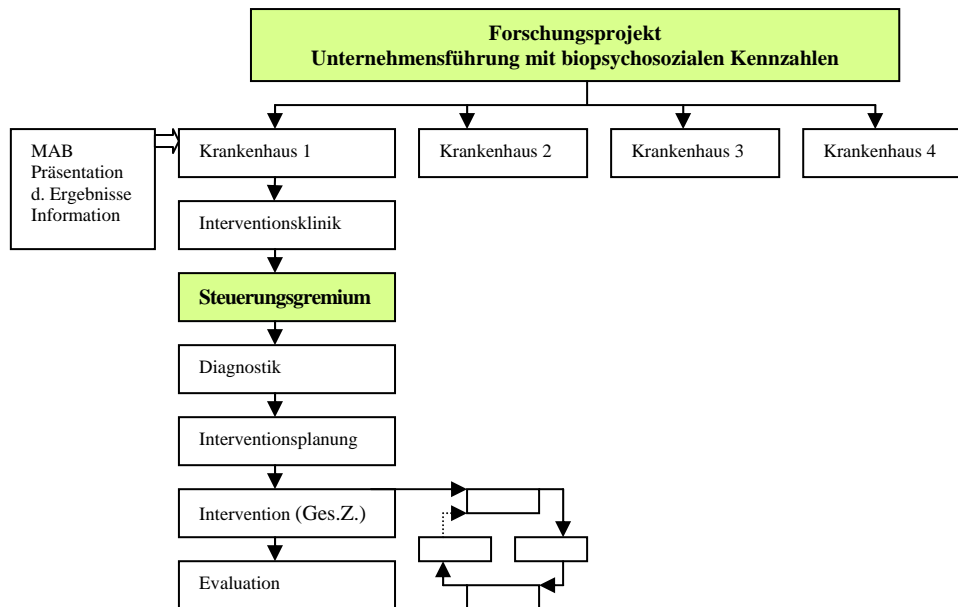 Forschungsprojekt
Unternehmensführung mit biopsychosozialen Kennzahlen
MAB
Präsentation
d. Ergebnisse
Information
Krankenhaus 1
Krankenhaus 2
Krankenhaus 3
Krankenhaus 4
Interventionsklinik
Steuerungsgremium
Diagnostik
Interventionsplanung
Intervention (Ges.Z.)
Evaluation